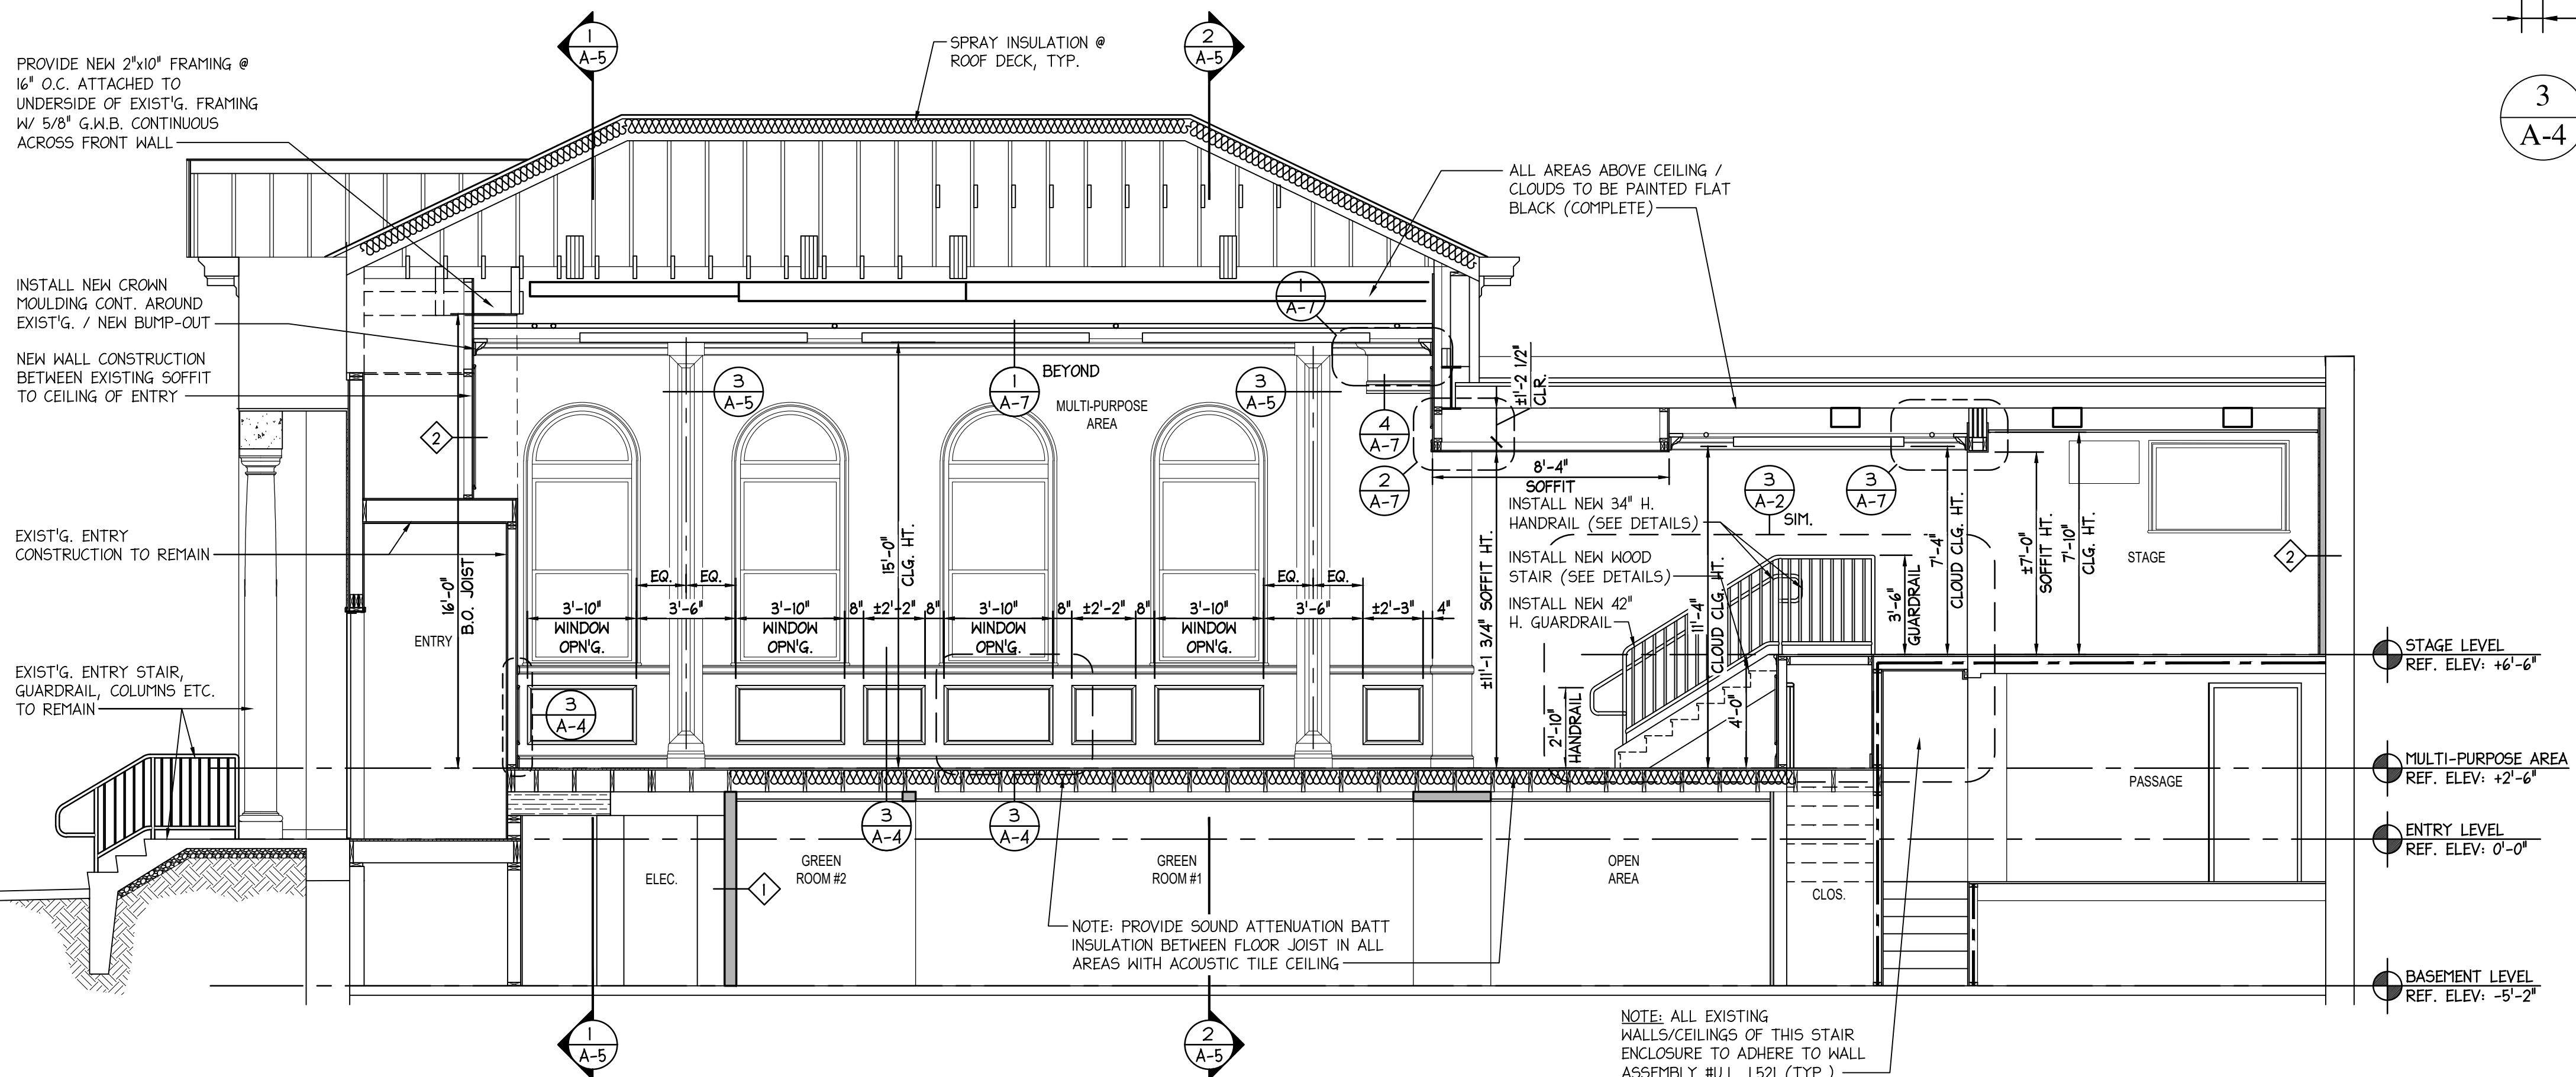 1
A-5
2
A-5
3
A-4
PROVIDE NEW 2"x10" FRAMING @
16" O.C. ATTACHED TO
UNDERSIDE OF EXIST'G. FRAMING
W/ 5/8" G.W.B. CONTINUOUS
ACROSS FRONT WALL
SPRAY INSULATION @
ROOF DECK, TYP.
ALL AREAS ABOVE CEILING /
CLOUDS TO BE PAINTED FLAT
BLACK (COMPLETE)
INSTALL NEW CROWN
MOULDING CONT. AROUND
EXIST'G. / NEW BUMP-OUT
NEW WALL CONSTRUCTION
BETWEEN EXISTING SOFFIT
TO CEILING OF ENTRY
EXIST'G. ENTRY
CONSTRUCTION TO REMAIN
EXIST'G. ENTRY STAIR,
GUARDRAIL, COLUMNS ETC.
TO REMAIN
2
16'-0"
B.O. JOIST
ENTRY
3
A-5
1
A-7
BEYOND
MULTI-PURPOSE
AREA
3
A-5
1
A-7
4
A-7
2
A-7
±1'-2 1/2"
CLR.
8'-4"
SOFFIT
3
A-2
SIM.
3
A-7
INSTALL NEW 34" H.
HANDRAIL (SEE DETAILS)
INSTALL NEW WOOD
STAIR (SEE DETAILS)
INSTALL NEW 42"
H. GUARDRAIL
15'-0"
CLG. HT.
±11'-1 3/4" SOFFIT HT.
11'-4"
CLOUD CLG. HT.
3'-6"
GUARDRAIL
7'-4"
CLOUD CLG. HT.
±7'-0"
SOFFIT HT.
7'-10"
CLG. HT.
STAGE
2
EQ.
EQ.
EQ.
EQ.
3'-10"
WINDOW
OPN'G.
3'-6"
3'-10"
WINDOW
OPN'G.
8"
±2'-2"
8"
3'-10"
WINDOW
OPN'G.
8"
±2'-2"
8"
3'-10"
WINDOW
OPN'G.
3'-6"
±2'-3"
4"
2'-10"
HANDRAIL
4'-0"
3
A-4
3
A-4
3
A-4
STAGE LEVEL
REF. ELEV: +6'-6"
MULTI-PURPOSE AREA
REF. ELEV: +2'-6"
ENTRY LEVEL
REF. ELEV: 0'-0"
BASEMENT LEVEL
REF. ELEV: -5'-2"
PASSAGE
ELEC.
1
GREEN
ROOM #2
GREEN
ROOM #1
OPEN
AREA
CLOS.
NOTE: PROVIDE SOUND ATTENUATION BATT
INSULATION BETWEEN FLOOR JOIST IN ALL
AREAS WITH ACOUSTIC TILE CEILING
NOTE: ALL EXISTING
WALLS/CEILINGS OF THIS STAIR
ENCLOSURE TO ADHERE TO WALL
ASSEMBLY #U.L. L521 (TYP.)
1
A-5
2
A-5